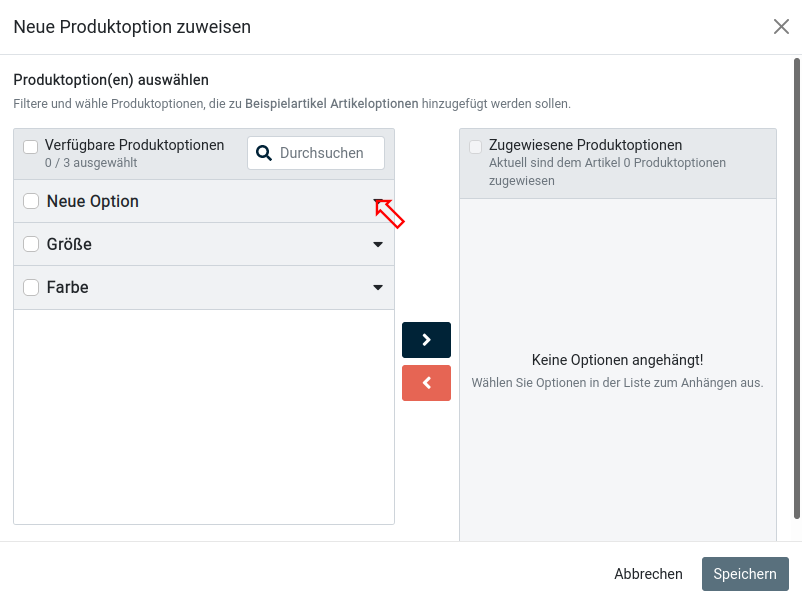 Neue Produktoption zuweisen
Produktoption(en) auswählen
Filtere und wähle Produktoptionen, die zu Beispielartikel Artikeloptionen hinzugefügt werden sollen.
Verfügbare Produktoptionen
0 / 3 ausgewählt
Durchsuchen
Neue Option
Größe
Farbe
Zugewiesene Produktoptionen
Aktuell sind dem Artikel 0 Produktoptionen
zugewiesen
Keine Optionen angehängt!
Wählen Sie Optionen in der Liste zum Anhängen aus.
Abbrechen
Speichern